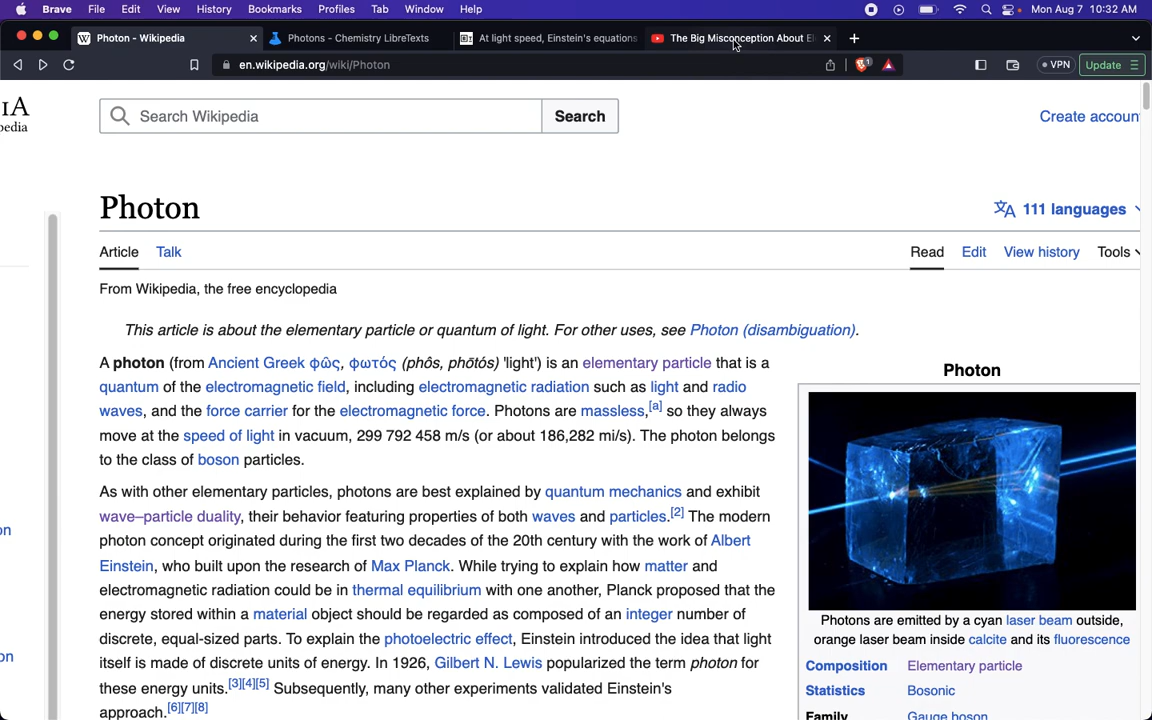 Brave File Edit View History Bookmarks Profiles Tab Window Help Mon Aug 7 10:32 AM
Photon - Wikipedia Photons - Chemistry LibreTexts At light speed, Einstein's equations The Big Misconception About El
en.wikipedia.org/wiki/Photon 1 VPN Update
IA
pedia
Search Wikipedia Search Create accoun
Photon
文A 111 languages
Article Talk Read Edit View history Tools
From Wikipedia, the free encyclopedia
This article is about the elementary particle or quantum of light. For other uses, see Photon (disambiguation).
A photon (from Ancient Greek φῶς, φωτός (phôs, phōtós) 'light') is an elementary particle that is a
quantum of the electromagnetic field, including electromagnetic radiation such as light and radio
waves, and the force carrier for the electromagnetic force. Photons are massless,[a] so they always
move at the speed of light in vacuum, 299 792 458 m/s (or about 186,282 mi/s). The photon belongs
to the class of boson particles.
As with other elementary particles, photons are best explained by quantum mechanics and exhibit
wave–particle duality, their behavior featuring properties of both waves and particles.[2] The modern
photon concept originated during the first two decades of the 20th century with the work of Albert
Einstein, who built upon the research of Max Planck. While trying to explain how matter and
electromagnetic radiation could be in thermal equilibrium with one another, Planck proposed that the
energy stored within a material object should be regarded as composed of an integer number of
discrete, equal-sized parts. To explain the photoelectric effect, Einstein introduced the idea that light
itself is made of discrete units of energy. In 1926, Gilbert N. Lewis popularized the term photon for
these energy units.[3][4][5] Subsequently, many other experiments validated Einstein's
approach.[6][7][8]
on
on
Photon
Photons are emitted by a cyan laser beam outside,
orange laser beam inside calcite and its fluorescence
Composition Elementary particle
Statistics Bosonic
Family Gauge boson